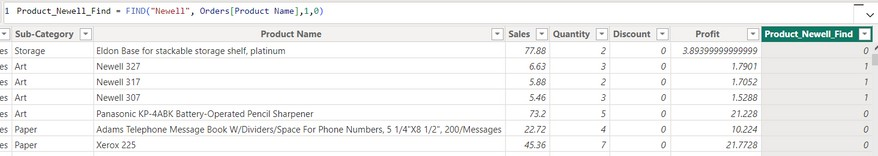 1 Product_Newell_Find = FIND("Newell", Orders[Product Name],1,0)
Sub-Category Product Name Sales Quantity Discount Profit Product_Newell_Find
es Storage Eldon Base for stackable storage shelf, platinum 77.88 2 0 3.89399999999999 0
es Art Newell 327 6.63 3 0 1.7901 1
es Art Newell 317 5.88 2 0 1.7052 1
es Art Newell 307 5.46 3 0 1.5288 1
es Art Panasonic KP-4ABK Battery-Operated Pencil Sharpener 73.2 5 0 21.228 0
es Paper Adams Telephone Message Book W/Dividers/Space For Phone Numbers, 5 1/4"X8 1/2", 200/Messages 22.72 4 0 10.224 0
es Paper Xerox 225 45.36 7 0 21.7728 0